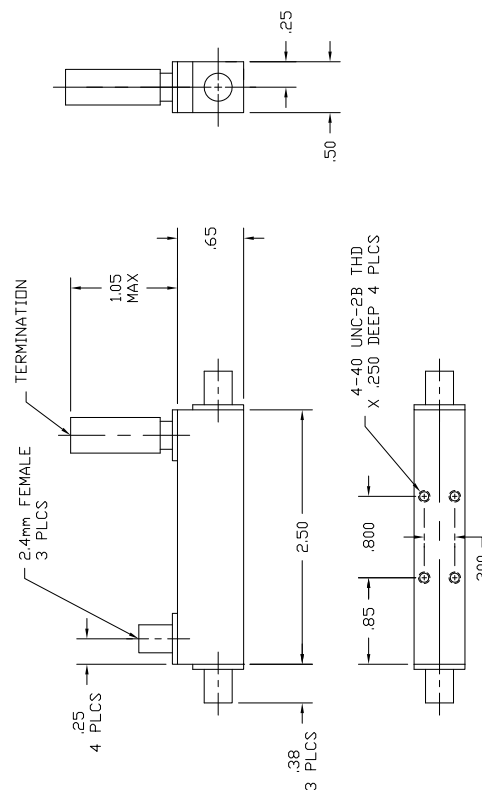 .25
.50
TERMINATION
1.05
MAX
.65
2.4mm FEMALE
3 PLCS
2.50
.25
4 PLCS
.38
3 PLCS
4-40 UNC-2B THD
X .250 DEEP 4 PLCS
.800
.85